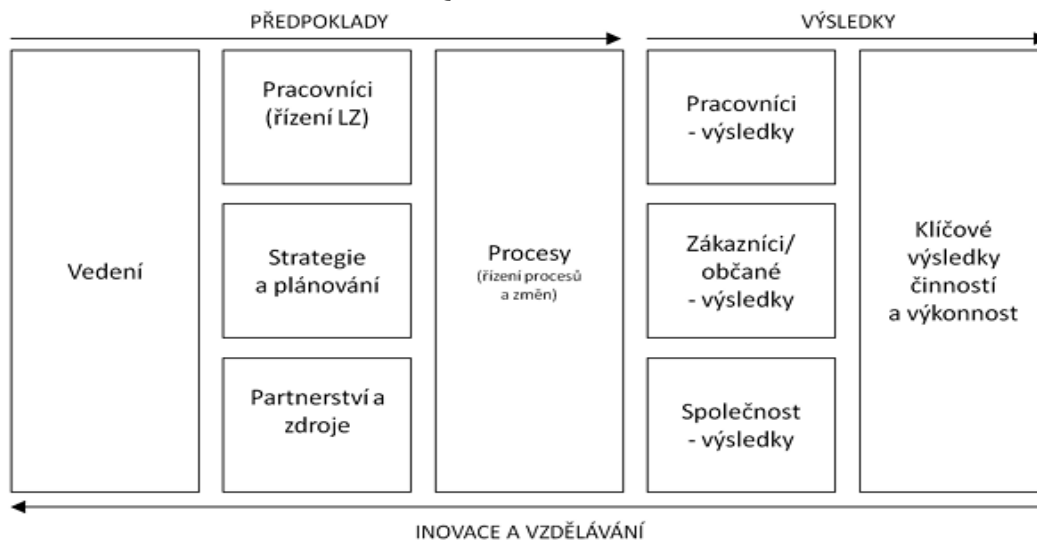 PŘEDPOKLADY
VÝSLEDKY
Vedení
Pracovníci
(řízení LZ)
Strategie
a plánování
Partnerství a
zdroje
Procesy
(řízení procesů
a změn)
Pracovníci
- výsledky
Zákazníci/
občané
- výsledky
Společnost
- výsledky
Klíčové
výsledky
činností
a výkonnost
INOVACE A VZDĚLÁVÁNÍ